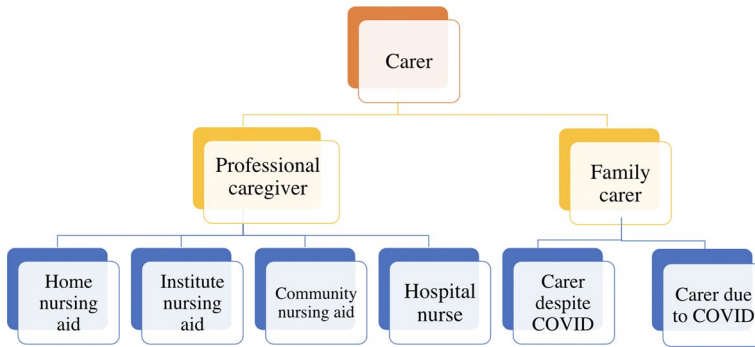 Carer
Professional
caregiver
Family
carer
Home
nursing
aid
Institute
nursing
aid
Community
nursing aid
Hospital
nurse
Carer
despite
COVID
Carer due
to COVID